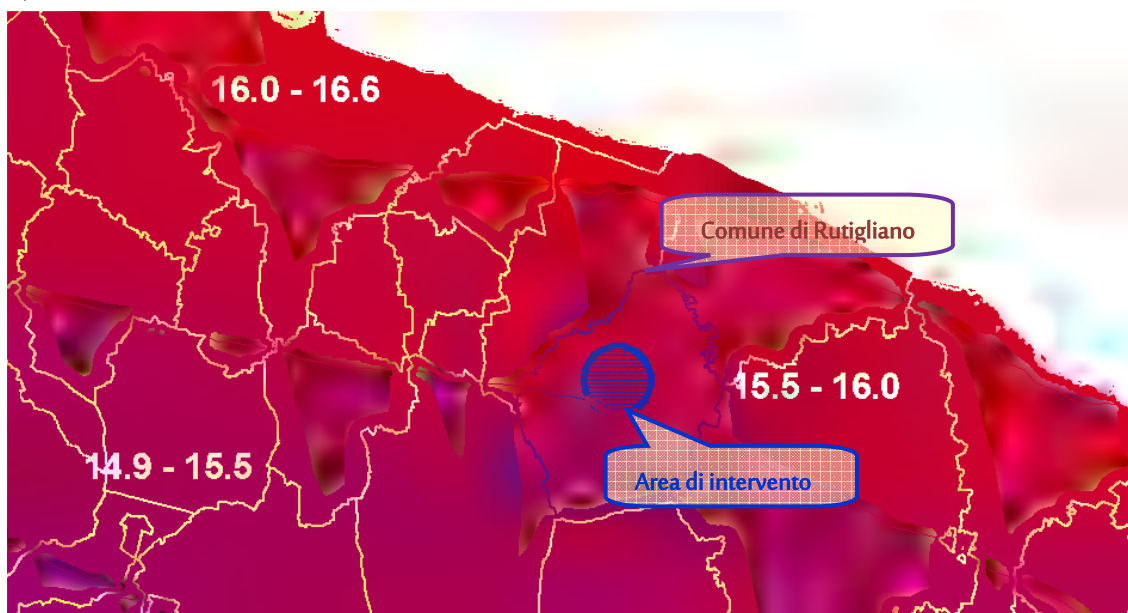 16.0 - 16.6
Comune di Rutigliano
15.5 - 16.0
14.9 - 15.5
Area di intervento